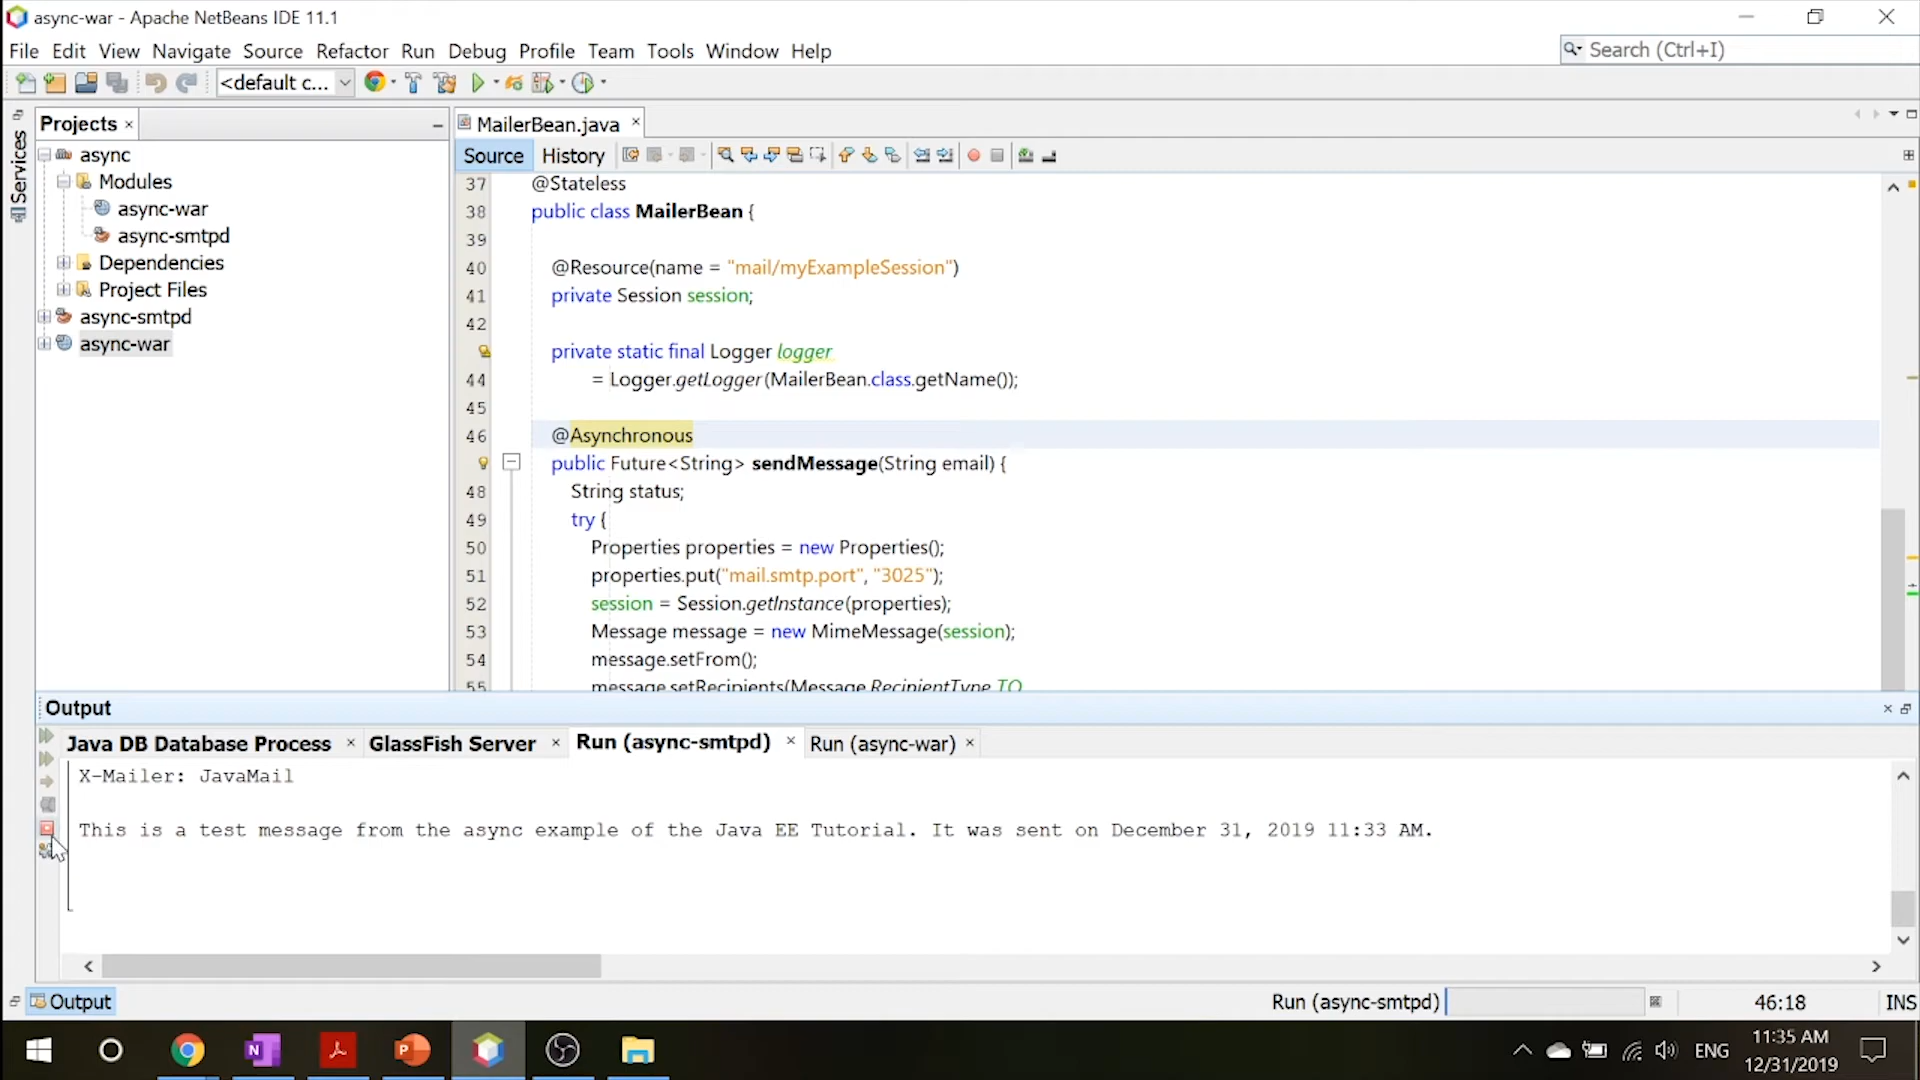 async-war - Apache NetBeans IDE 11.1
File Edit View Navigate Source Refactor Run Debug Profile Team Tools Window Help
Search (Ctrl+I)
<default c...
Services
Projects
async
Modules
async-war
async-smtpd
Dependencies
Project Files
async-smtpd
async-war
MailerBean.java
Source History
37 @Stateless
38 public class MailerBean {
39
40 @Resource(name = "mail/myExampleSession")
41 private Session session;
42
private static final Logger logger
44 = Logger.getLogger(MailerBean.class.getName());
45
46 @Asynchronous
public Future<String> sendMessage(String email) {
48 String status;
49 try {
50 Properties properties = new Properties();
51 properties.put("mail.smtp.port", "3025");
52 session = Session.getInstance(properties);
53 Message message = new MimeMessage(session);
54 message.setFrom();
55 message.setRecipients(Message.RecipientType.TO
Output
Java DB Database Process GlassFish Server Run (async-smtpd) Run (async-war)
X-Mailer: JavaMail
This is a test message from the async example of the Java EE Tutorial. It was sent on December 31, 2019 11:33 AM.
Output
Run (async-smtpd) 46:18 INS
ENG
11:35 AM
12/31/2019